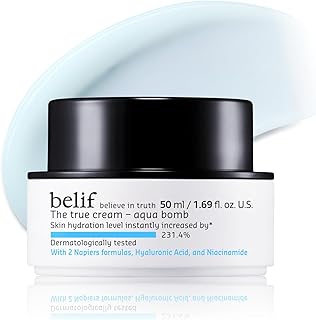 belif believe in truth 50 ml / 1.69 fl. oz. U.S.
The true cream – aqua bomb
Skin hydration level instantly increased by*
231.4%
Dermatologically tested
With 2 Napiers formulas, Hyaluronic Acid, and Niacinamide